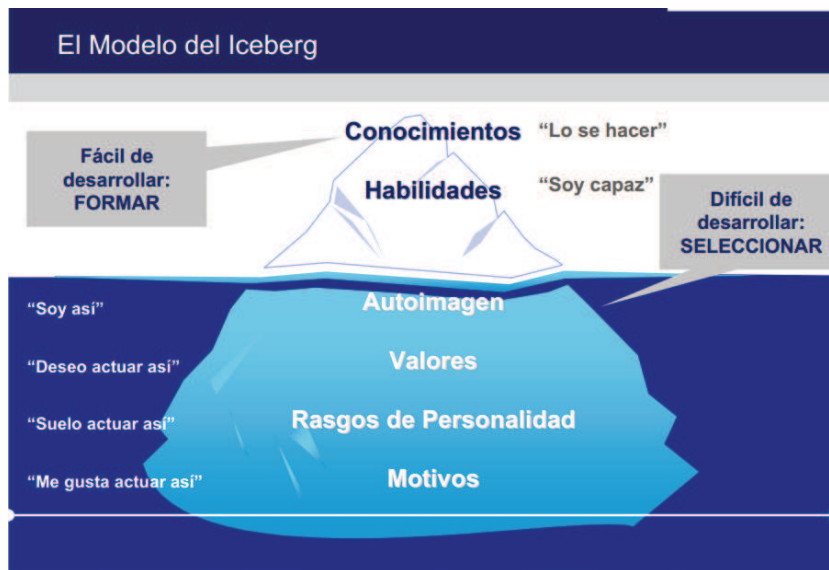 El Modelo del Iceberg
Conocimientos
“Lo se hacer”
Fácil de
desarrollar:
FORMAR
Habilidades
“Soy capaz”
Difícil de
desarrollar:
SELECCIONAR
“Soy así”
Autoimagen
“Deseo actuar así”
Valores
“Suelo actuar así”
Rasgos de Personalidad
“Me gusta actuar así”
Motivos